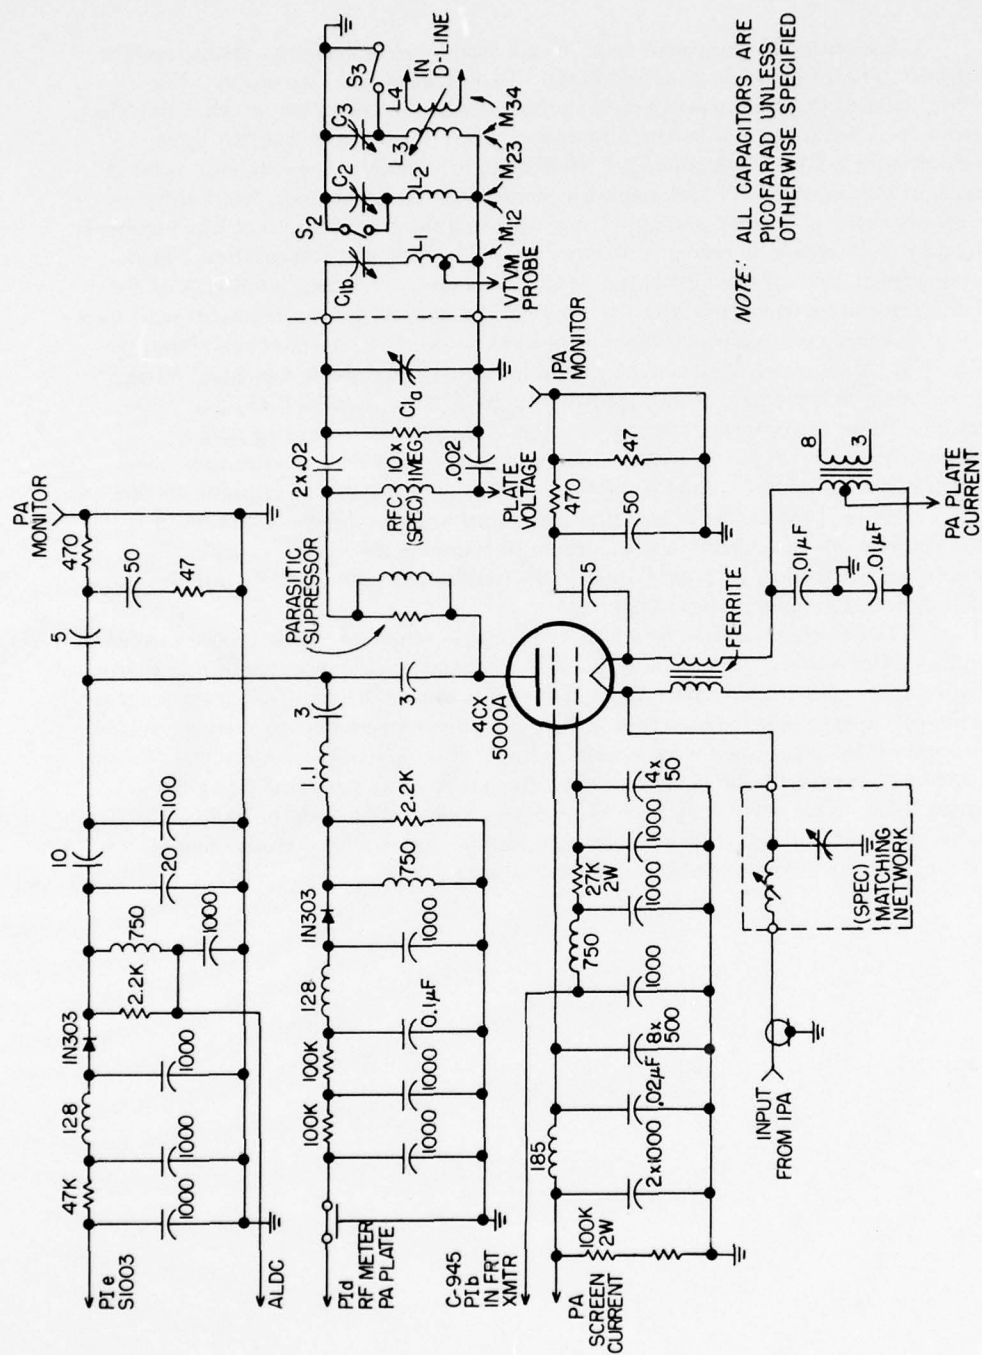 PIe
SIOO3
47K
128
IN303
2.2K
750
10
5
470
PA
MONITOR
1000
1000
1000
1000
20
100
50
47
ALDC
PId
RF METER
PA PLATE
100K
100K
128
IN303
750
2.2K
1.1
3
3
1000
1000
0.1μF
1000
PARASITIC
SUPRESSOR
2x.02
RFC
(SPEC)
10x
1MEG
.002
PLATE
VOLTAGE
C1a
C1b
L1
VTVM
PROBE
M12
S2
C2
L2
M23
C3
L3
S3
L4
M34
IN
D-LINE
C-945
PIb
IN FRT
XMTR
4CX
5000A
PA
SCREEN
CURRENT
100K
2W
185
2x1000
.02μF
8x
500
1000
750
1000
27K
2W
1000
4x
50
5
470
50
47
IPA
MONITOR
INPUT
FROM IPA
(SPEC)
MATCHING
NETWORK
FERRITE
.01μF
.01μF
8
3
PA PLATE
CURRENT
NOTE: ALL CAPACITORS ARE
PICOFARAD UNLESS
OTHERWISE SPECIFIED